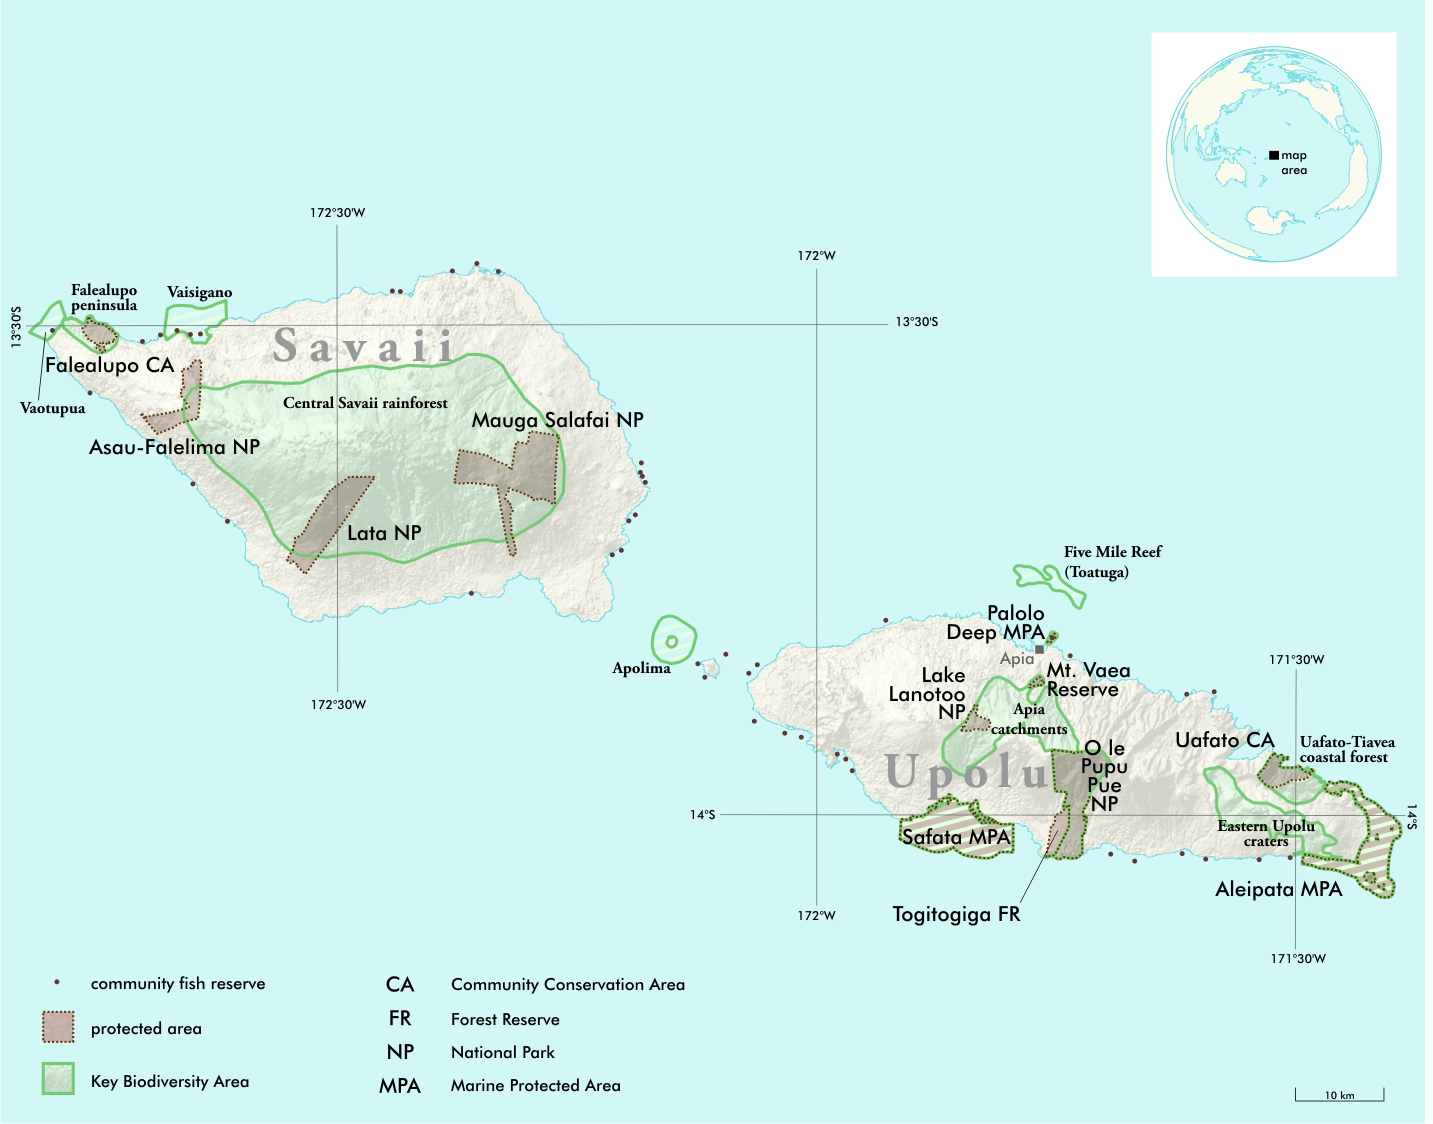 map
area
172°30'W
172°W
Falealupo
peninsula
Vaisigano
13°30'S
13°30'S
Savaii
Falealupo CA
Vaotupua
Central Savaii rainforest
Mauga Salafai NP
Asau-Falelima NP
Lata NP
172°30'W
Five Mile Reef
(Toatuga)
Palolo
Deep MPA
Apia
171°30'W
Apolima
Lake
Lanotoo
NP
Mt. Vaea
Reserve
Apia
catchments
Uafato CA
Uafato-Tiavea
coastal forest
Upolu
O le
Pupu
Pue
NP
14°S
14°S
Safata MPA
Eastern Upolu
craters
Aleipata MPA
Togitogiga FR
172°W
171°30'W
community fish reserve
protected area
Key Biodiversity Area
CA Community Conservation Area
FR Forest Reserve
NP National Park
MPA Marine Protected Area
10 km